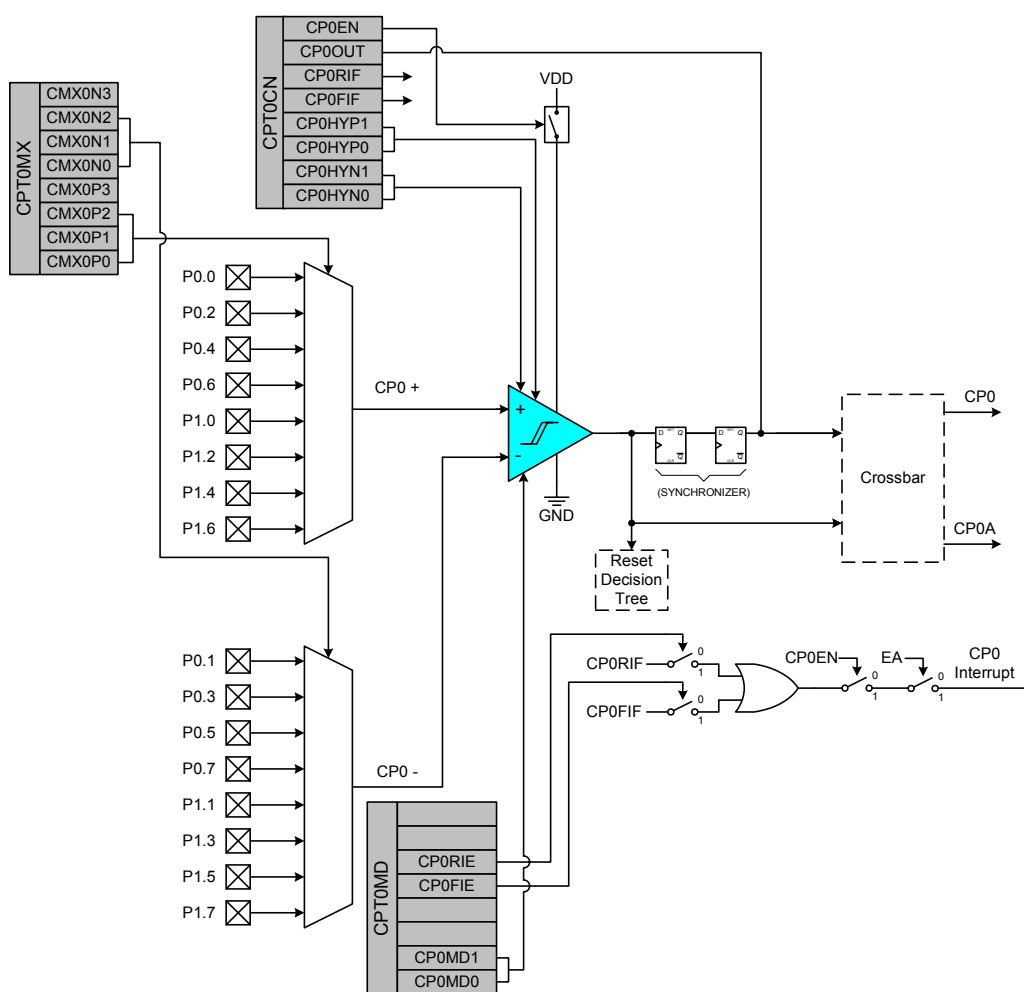 CPT0CN
CP0EN
CP0OUT
CP0RIF
CP0FIF
CP0HYP1
CP0HYP0
CP0HYN1
CP0HYN0
VDD
CPT0MX
CMX0N3
CMX0N2
CMX0N1
CMX0N0
CMX0P3
CMX0P2
CMX0P1
CMX0P0
P0.0
P0.2
P0.4
P0.6
P1.0
P1.2
P1.4
P1.6
CP0 +
+
-
GND
D SET Q
CLR Q
D SET Q
CLR Q
(SYNCHRONIZER)
Reset
Decision
Tree
Crossbar
CP0
CP0A
P0.1
P0.3
P0.5
P0.7
P1.1
P1.3
P1.5
P1.7
CP0 -
CP0RIF
0
1
CP0FIF
0
1
CP0EN
0
1
EA
0
1
CP0
Interrupt
CPT0MD
CP0RIE
CP0FIE
CP0MD1
CP0MD0